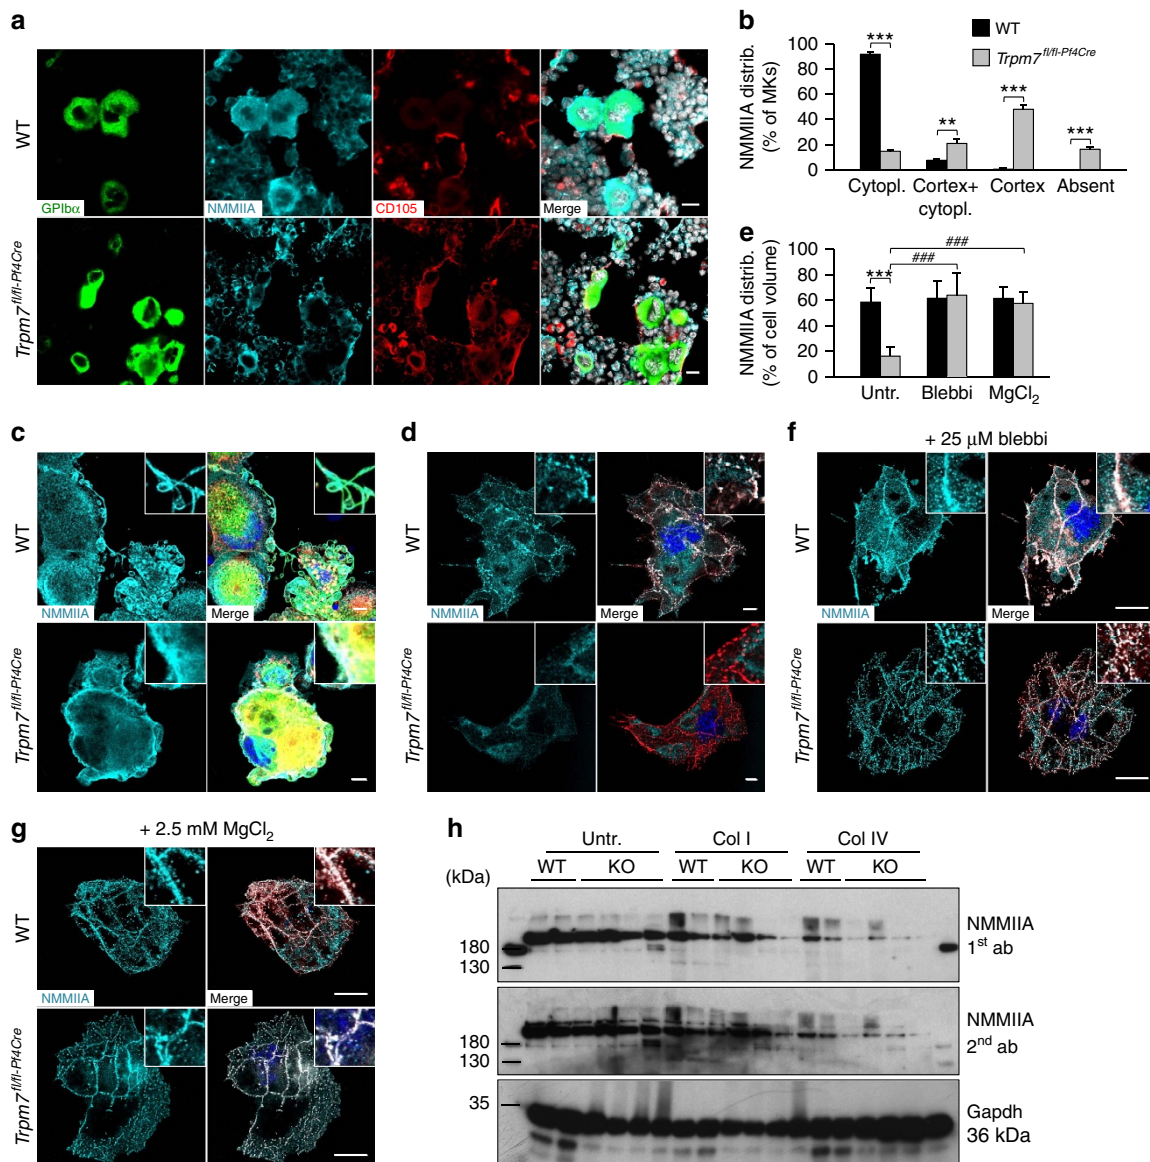 a
WT
GPIbα
NMMIIA
CD105
Merge
Trpm7fl/fl-Pf4Cre
b
WT
Trpm7fl/fl-Pf4Cre
NMMIIA distrib.
(% of MKs)
100
80
60
40
20
0
***
**
***
***
Cytopl.
Cortex+
cytopl.
Cortex
Absent
e
NMMIIA distrib.
(% of cell volume)
100
80
60
40
20
0
***
###
###
Untr.
Blebbi
MgCl2
c
WT
NMMIIA
Merge
Trpm7fl/fl-Pf4Cre
d
WT
NMMIIA
Merge
Trpm7fl/fl-Pf4Cre
f
+ 25 μM blebbi
WT
NMMIIA
Merge
Trpm7fl/fl-Pf4Cre
g
+ 2.5 mM MgCl2
WT
NMMIIA
Merge
Trpm7fl/fl-Pf4Cre
h
Untr.
Col I
Col IV
(kDa)
WT
KO
WT
KO
WT
KO
180
130
NMMIIA
1st ab
180
130
NMMIIA
2nd ab
35
Gapdh
36 kDa